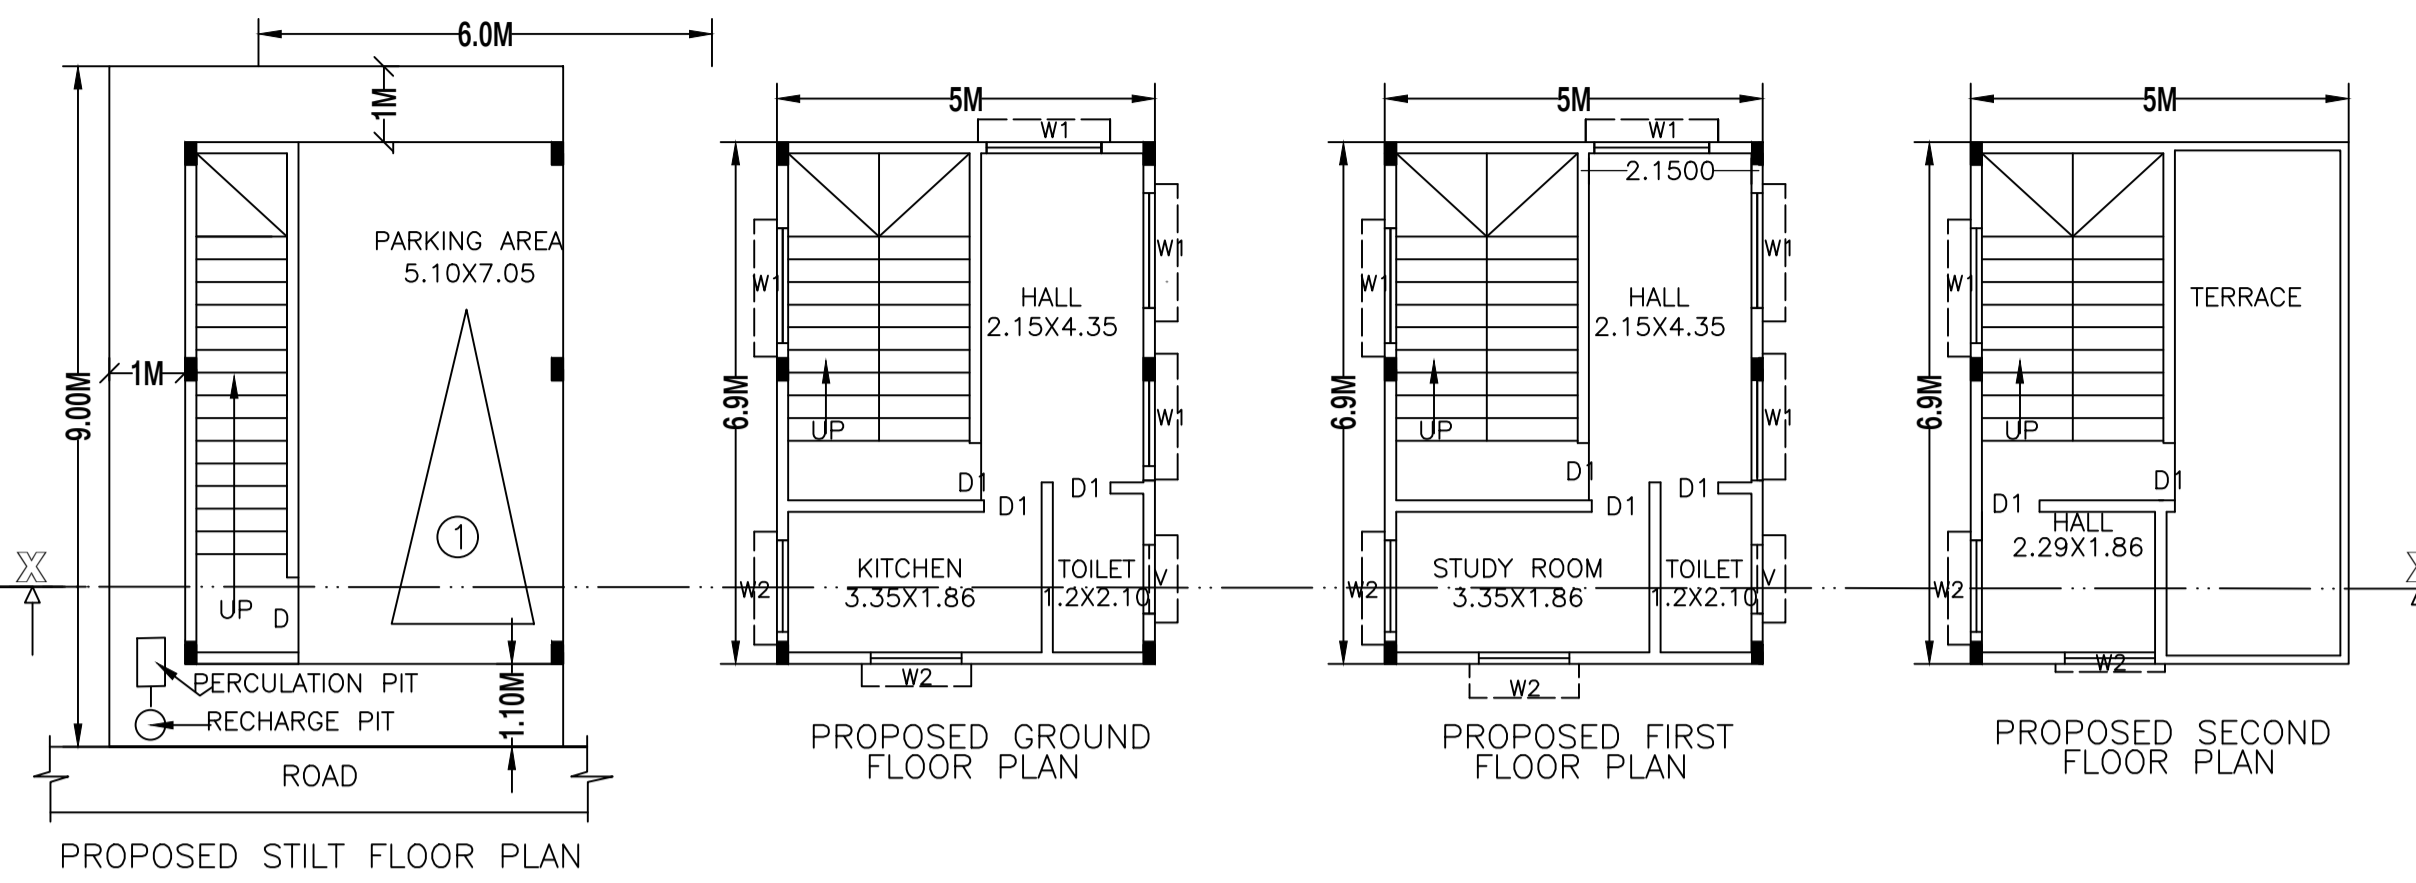 6.0M
1M
9.00M
1M
PARKING AREA
5.10X7.05
1
X
UP
D
PERCULATION PIT
RECHARGE PIT
1.10M
ROAD
PROPOSED STILT FLOOR PLAN
5M
W1
6.9M
W1
W1
HALL
2.15X4.35
W1
UP
D1
D1
D1
KITCHEN
3.35X1.86
TOILET
1.2X2.10
V
W2
W2
PROPOSED GROUND
FLOOR PLAN
5M
W1
2.1500
6.9M
W1
W1
HALL
2.15X4.35
W1
UP
D1
D1
D1
STUDY ROOM
3.35X1.86
TOILET
1.2X2.10
V
W2
W2
PROPOSED FIRST
FLOOR PLAN
5M
6.9M
W1
TERRACE
UP
D1
D1
HALL
2.29X1.86
W2
W2
PROPOSED SECOND
FLOOR PLAN